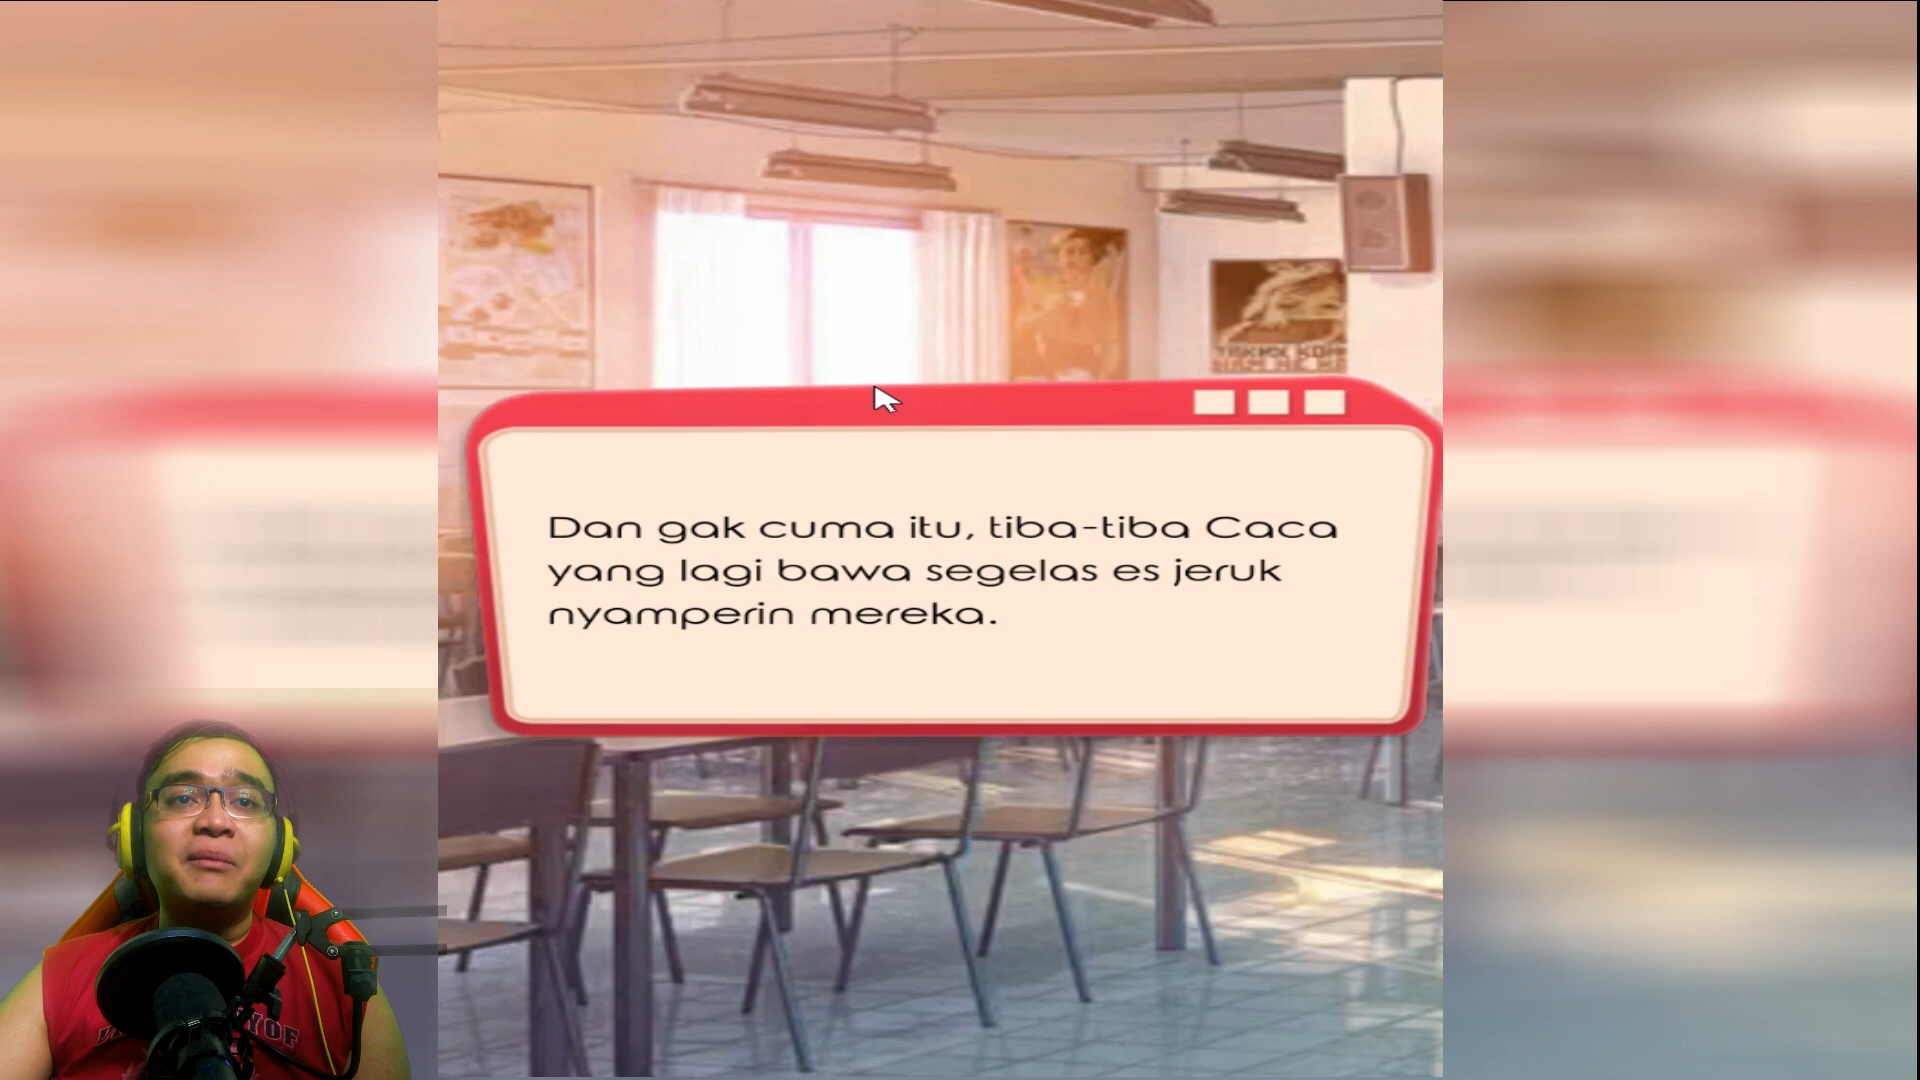 Dan gak cuma itu, tiba-tiba Caca
yang lagi bawa segelas es jeruk
nyamperin mereka.